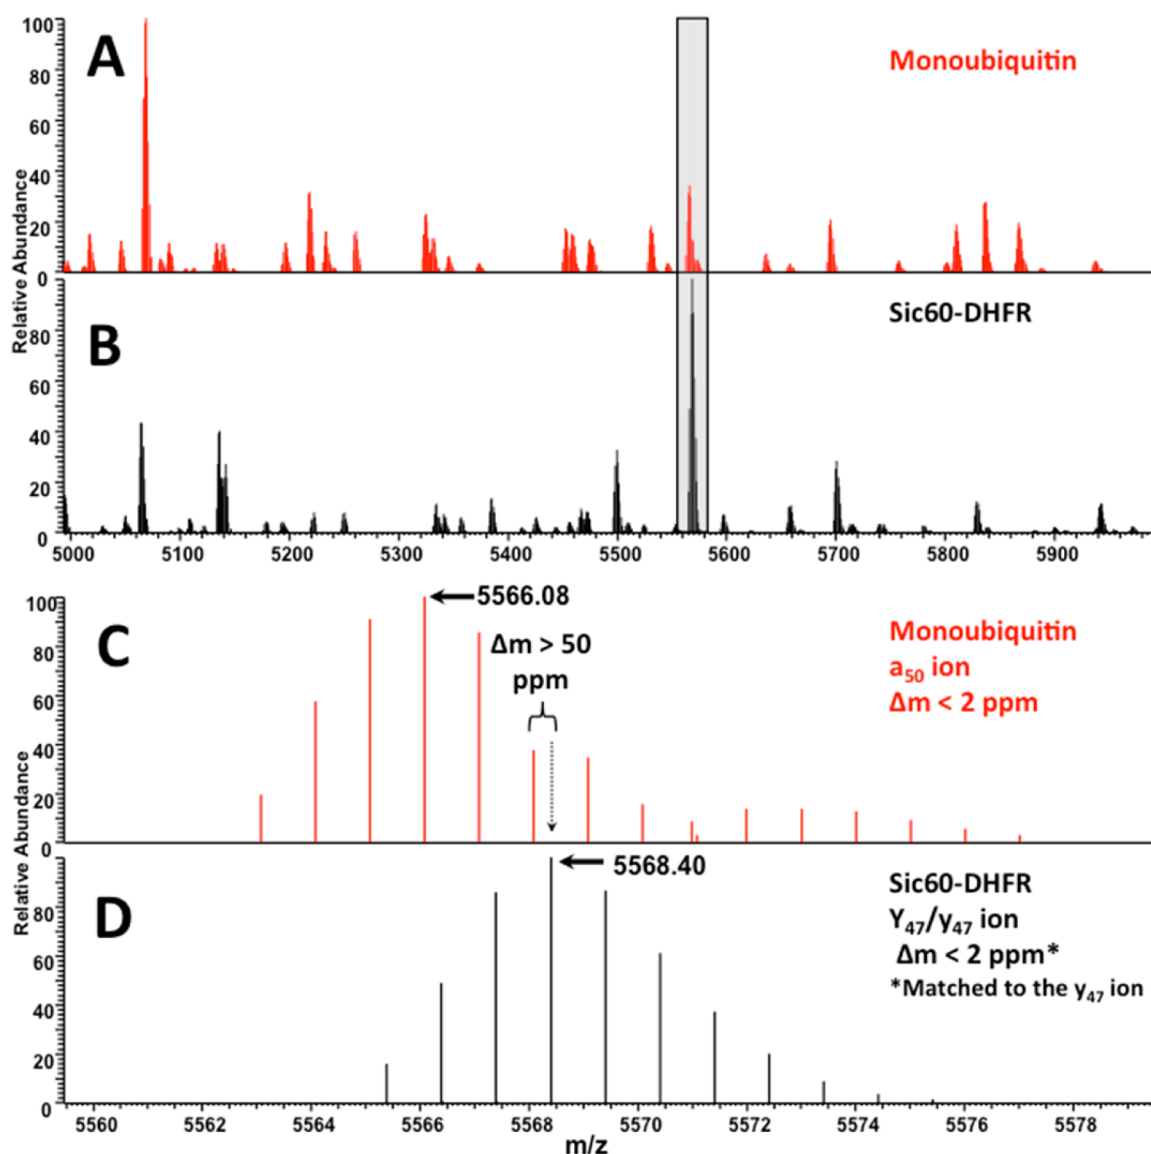 A
Monoubiquitin
Relative Abundance
100
80
60
40
20
0
B
Sic60-DHFR
80
60
40
20
0
5000 5100 5200 5300 5400 5500 5600 5700 5800 5900
C
5566.08
Δm > 50
ppm
Monoubiquitin
a₅₀ ion
Δm < 2 ppm
Relative Abundance
100
80
60
40
20
0
D
5568.40
Sic60-DHFR
Y₄₇/y₄₇ ion
Δm < 2 ppm*
*Matched to the y₄₇ ion
80
60
40
20
0
5560 5562 5564 5566 5568 5570 5572 5574 5576 5578
m/z